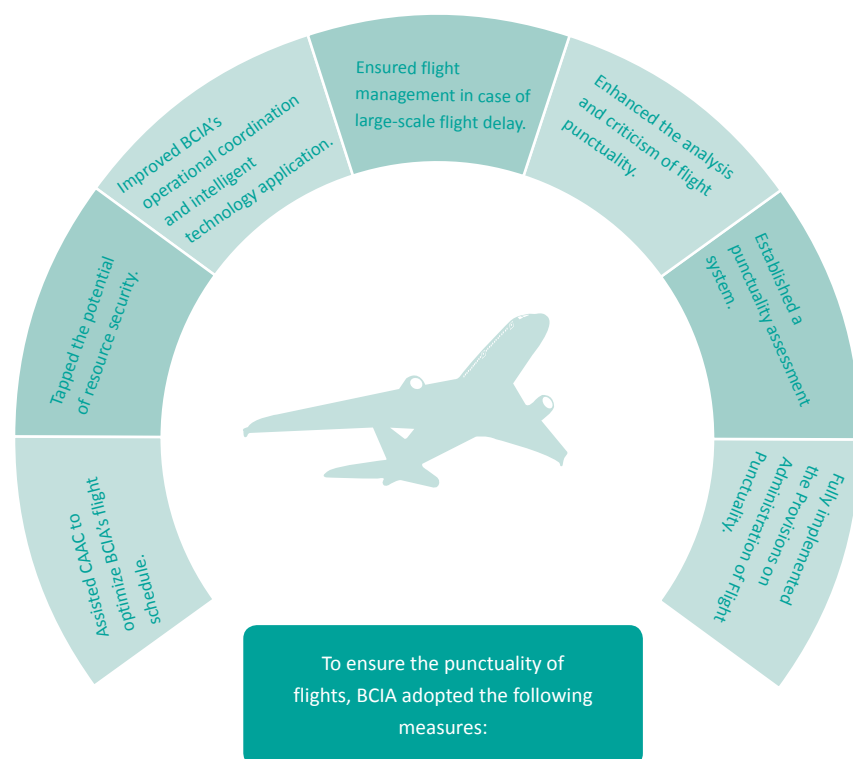 Assisted CAAC to
optimize BCIA's flight
schedule.
Tapped the potential
of resource security.
Improved BCIA's
operational coordination
and intelligent
technology application.
Ensured flight
management in case of
large-scale flight delay.
Enhanced the analysis
and criticism of flight
punctuality.
Established a
punctuality assessment
system.
Fully implemented
the Provisions on
Administration of Flight
Punctuality.
To ensure the punctuality of
flights, BCIA adopted the following
measures: